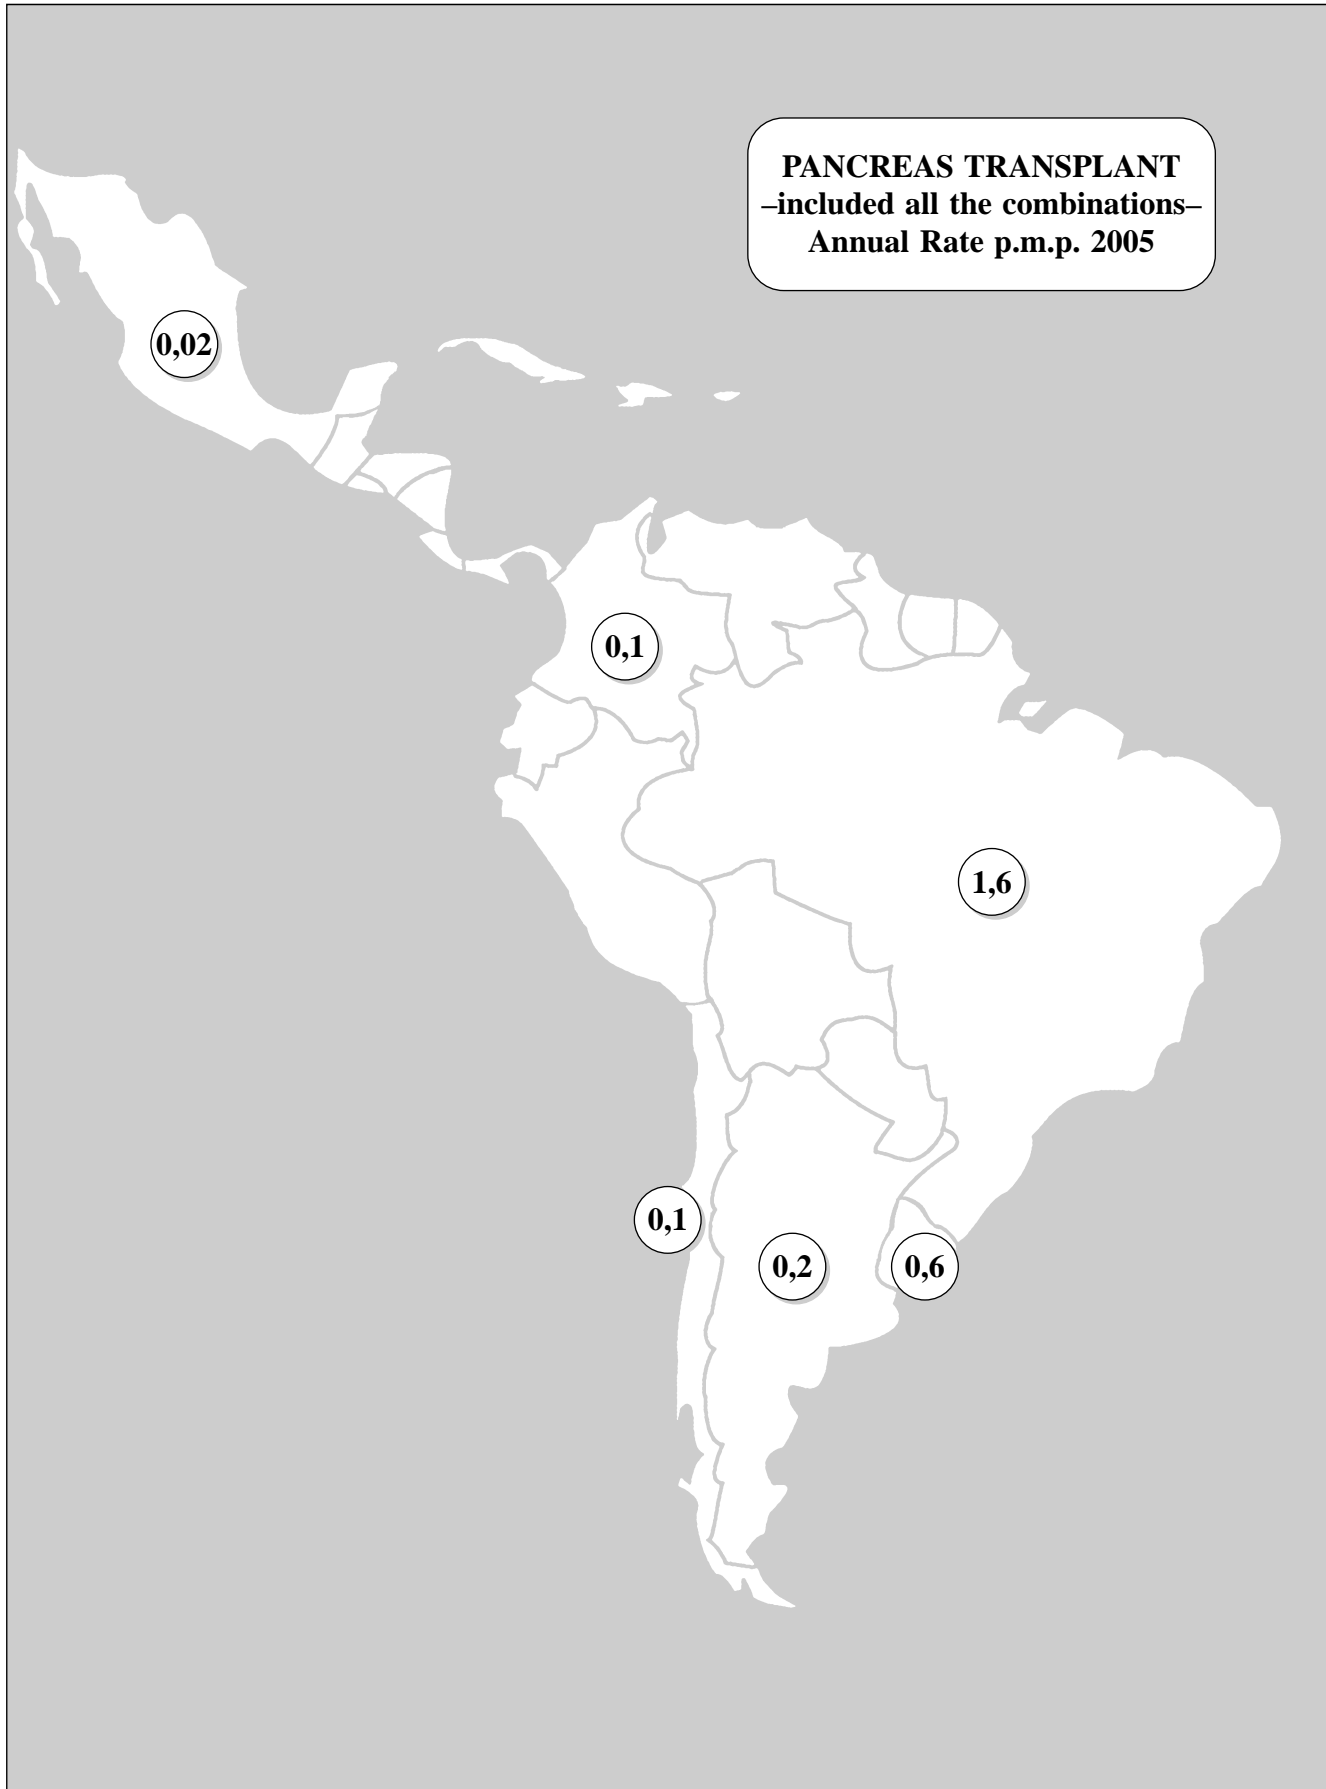 PANCREAS TRANSPLANT
–included all the combinations–
Annual Rate p.m.p. 2005
0,02
0,1
1,6
0,1
0,2
0,6